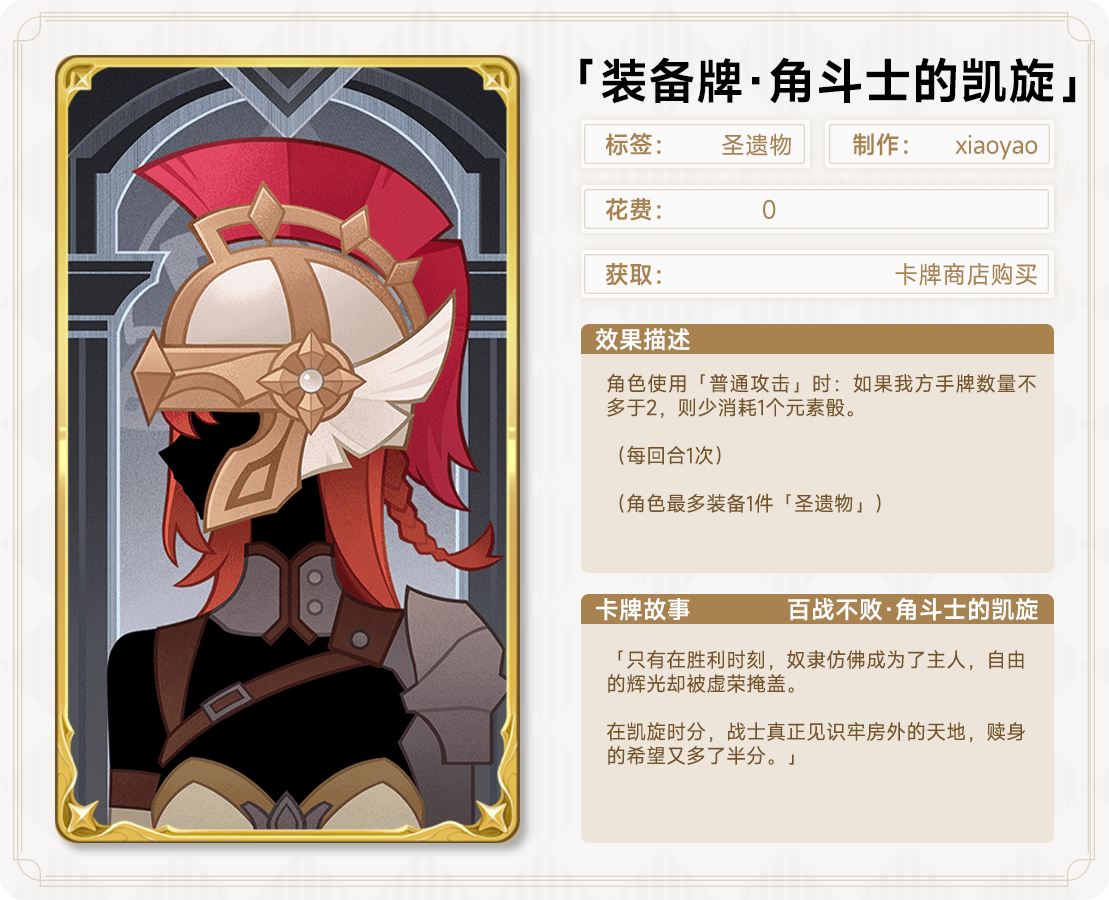 「装备牌·角斗士的凯旋」
标签： 圣遗物 制作： xiaoyao
花费： 0
获取： 卡牌商店购买
效果描述
角色使用「普通攻击」时：如果我方手牌数量不
多于2，则少消耗1个元素骰。
（每回合1次）
（角色最多装备1件「圣遗物」）
卡牌故事 百战不败·角斗士的凯旋
「只有在胜利时刻，奴隶仿佛成为了主人，自由
的辉光却被虚荣掩盖。
在凯旋时分，战士真正见识牢房外的天地，赎身
的希望又多了半分。」